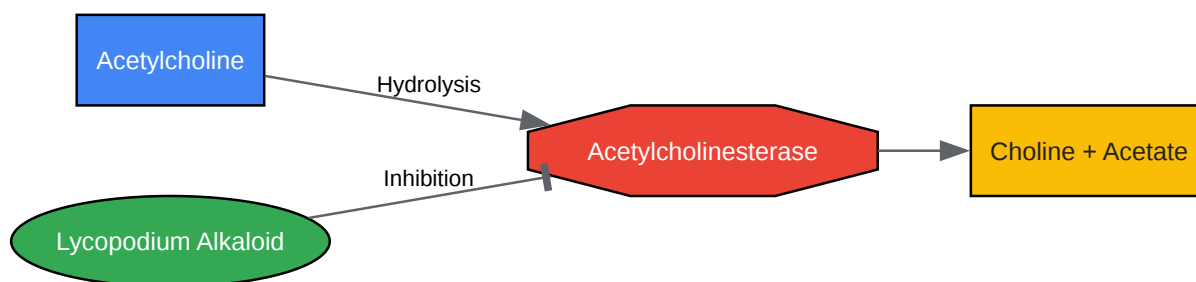 Acetylcholine
Hydrolysis
Acetylcholinesterase
Choline + Acetate
Inhibition
Lycopodium Alkaloid